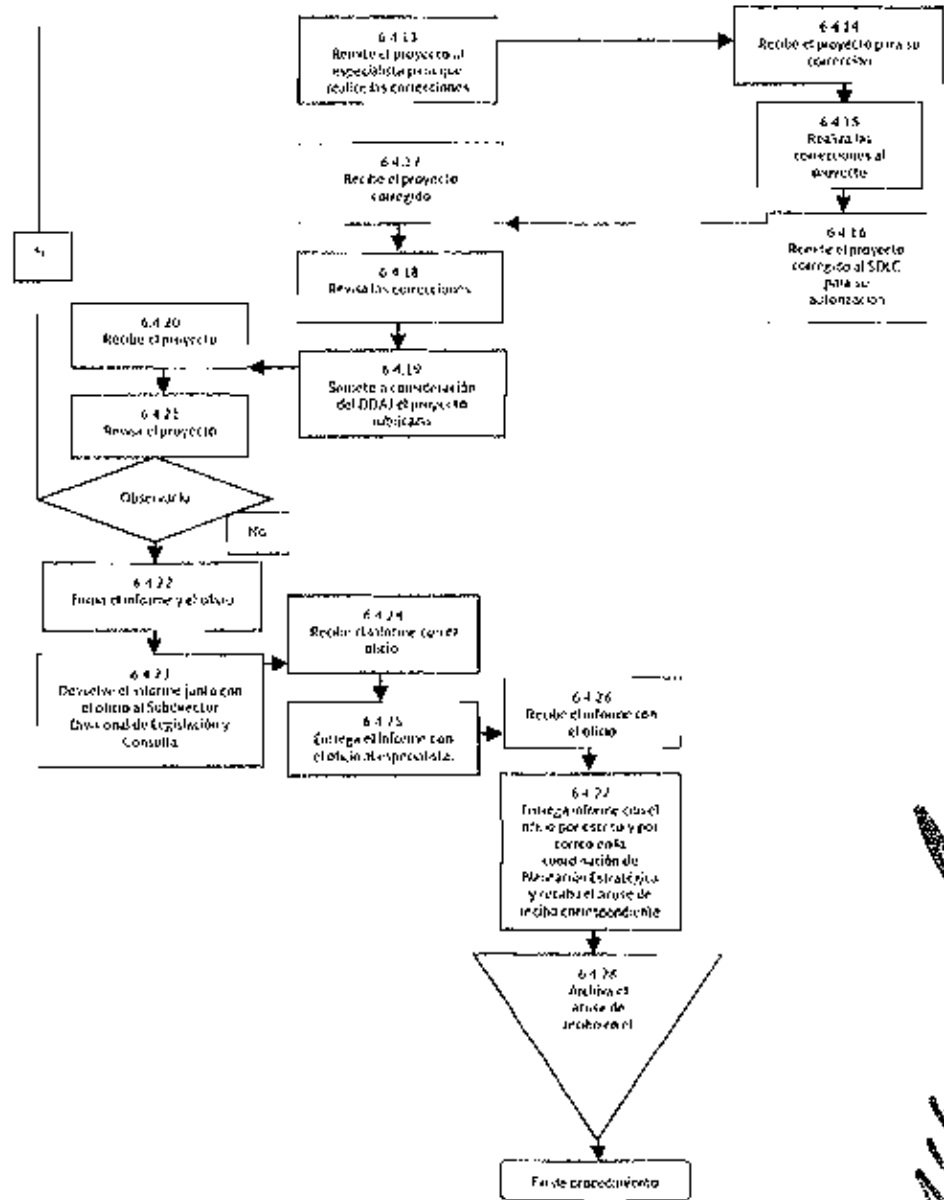 6.4.13
Remite el proyecto al
especialista para que
realice las correcciones
6.4.14
Recibe el proyecto para su
corrección
6.4.15
Realiza las
correcciones al
proyecto
6.4.16
Remite el proyecto
corregido al SDLC
para su
autorización
6.4.17
Recibe el proyecto
corregido
6.4.18
Revisa las correcciones
6.4.19
Somete a consideración
del DDAJ el proyecto
rubricado
6.4.20
Recibe el proyecto
6.4.21
Revisa el proyecto
Observación
No
6.4.22
Firma el informe y el oficio
6.4.23
Devuelve el informe junto con
el oficio al Subdirector
Divisional de Legislación y
Consulta
6.4.24
Recibe el informe con el
oficio
6.4.25
Entrega el informe con
el oficio al especialista.
6.4.26
Recibe el informe con
el oficio
6.4.27
Entrega informe con el
oficio por escrito y por
correo en la
coordinación de
Planeación Estratégica
y recaba el acuse de
recibo correspondiente
6.4.28
Archiva el
acuse de
recibo en el
Fin de procedimiento